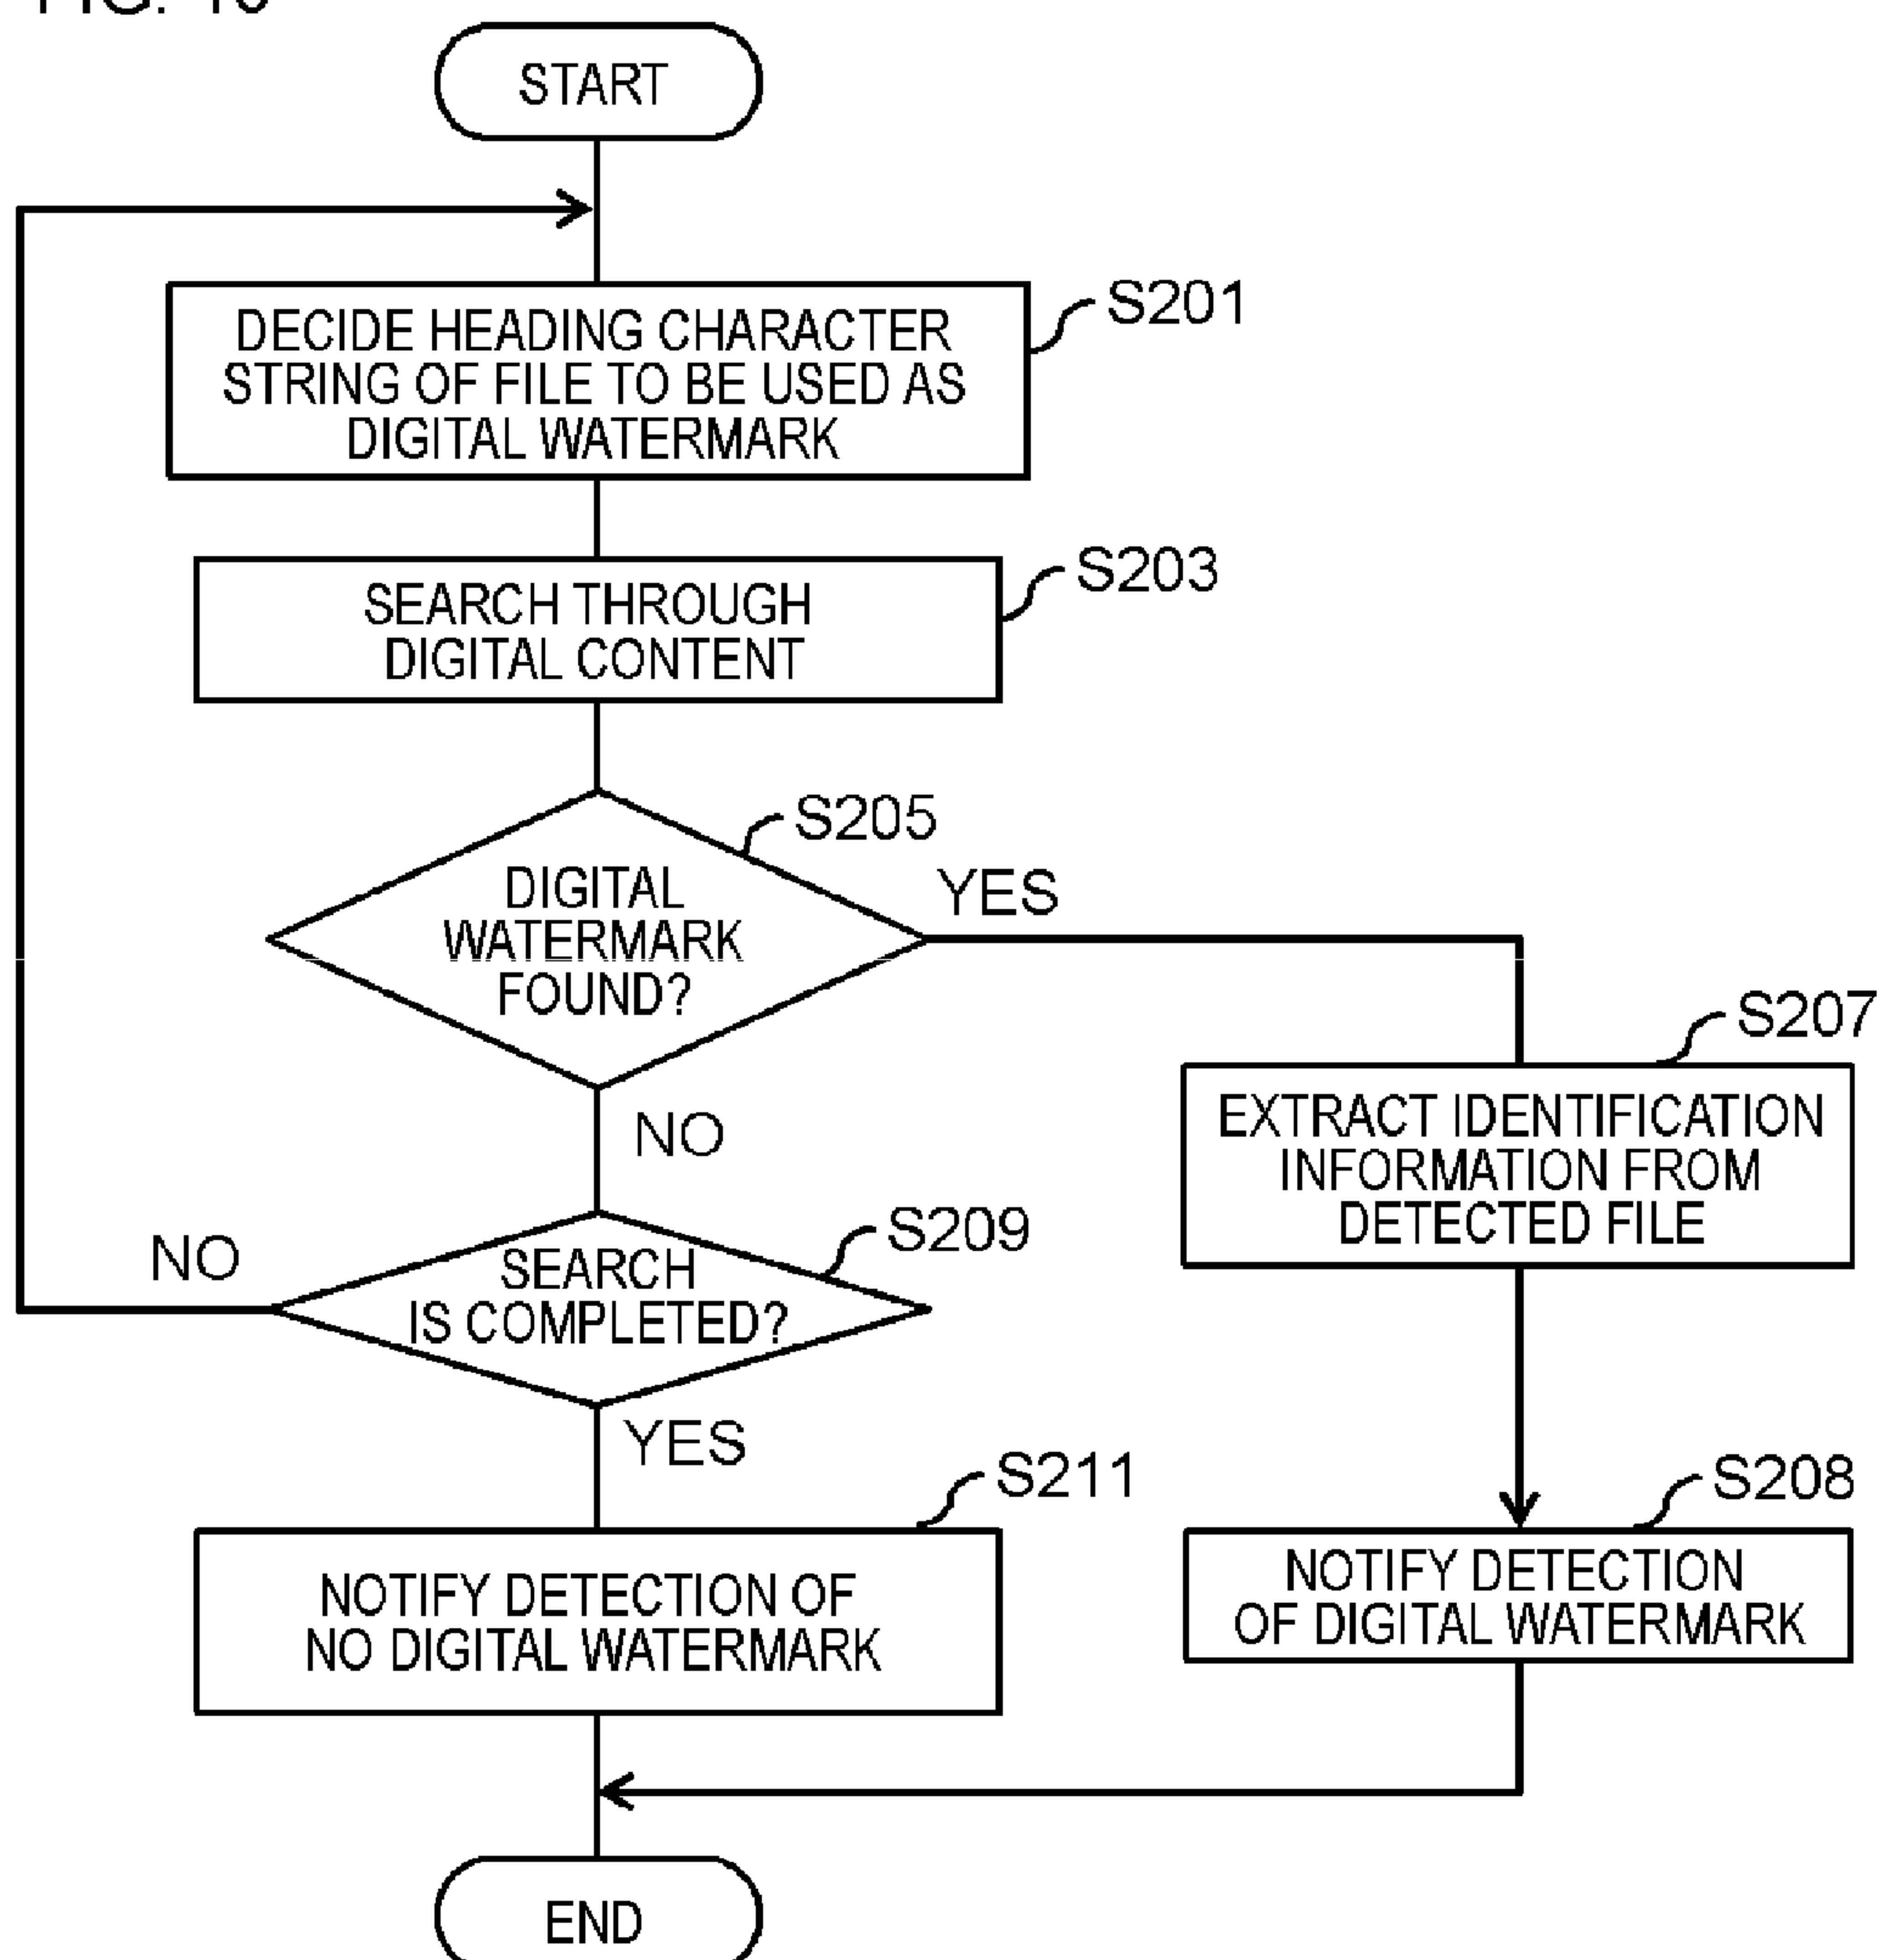 START
DECIDE HEADING CHARACTER
STRING OF FILE TO BE USED AS
DIGITAL WATERMARK
S201
SEARCH THROUGH
DIGITAL CONTENT
S203
DIGITAL
WATERMARK
FOUND?
S205
YES
NO
EXTRACT IDENTIFICATION
INFORMATION FROM
DETECTED FILE
S207
SEARCH
IS COMPLETED?
S209
NO
YES
NOTIFY DETECTION OF
NO DIGITAL WATERMARK
S211
NOTIFY DETECTION
OF DIGITAL WATERMARK
S208
END